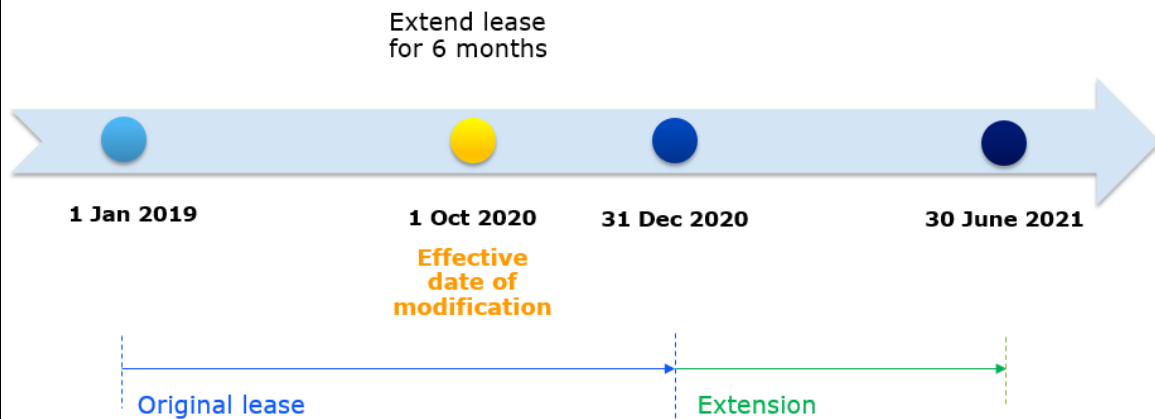 Extend lease
for 6 months
1 Jan 2019
1 Oct 2020
31 Dec 2020
30 June 2021
Effective
date of
modification
Original lease
Extension